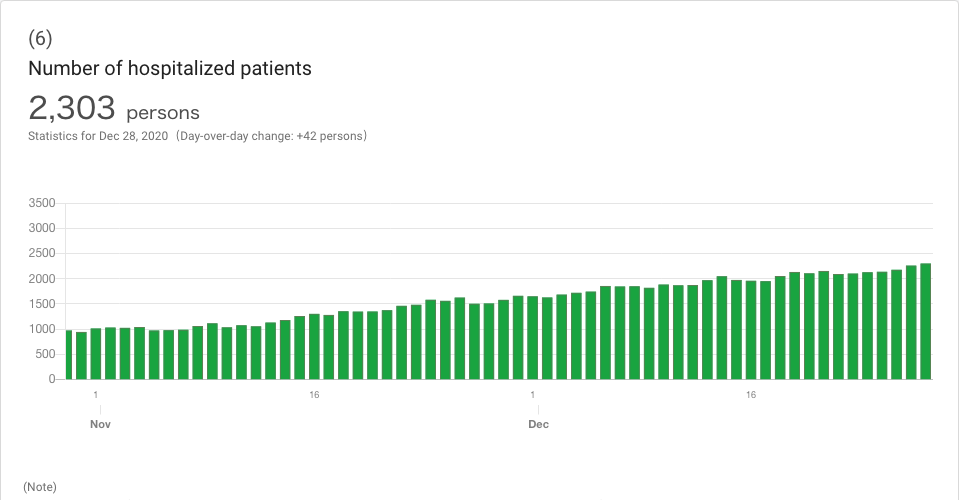 (6)
Number of hospitalized patients
2,303 persons
Statistics for Dec 28, 2020（Day-over-day change: +42 persons）
3500
3000
2500
2000
1500
1000
500
0
1 16 1 16
Nov Dec
(Note)